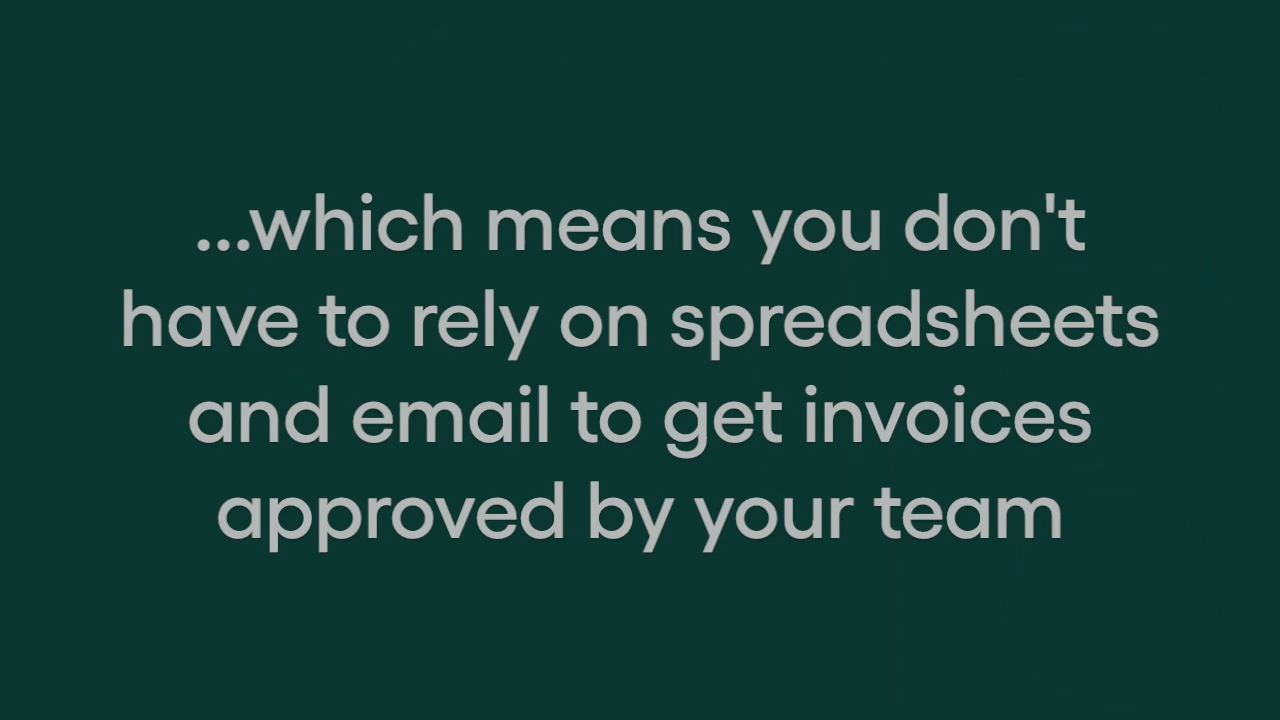 ...which means you don't
have to rely on spreadsheets
and email to get invoices
approved by your team